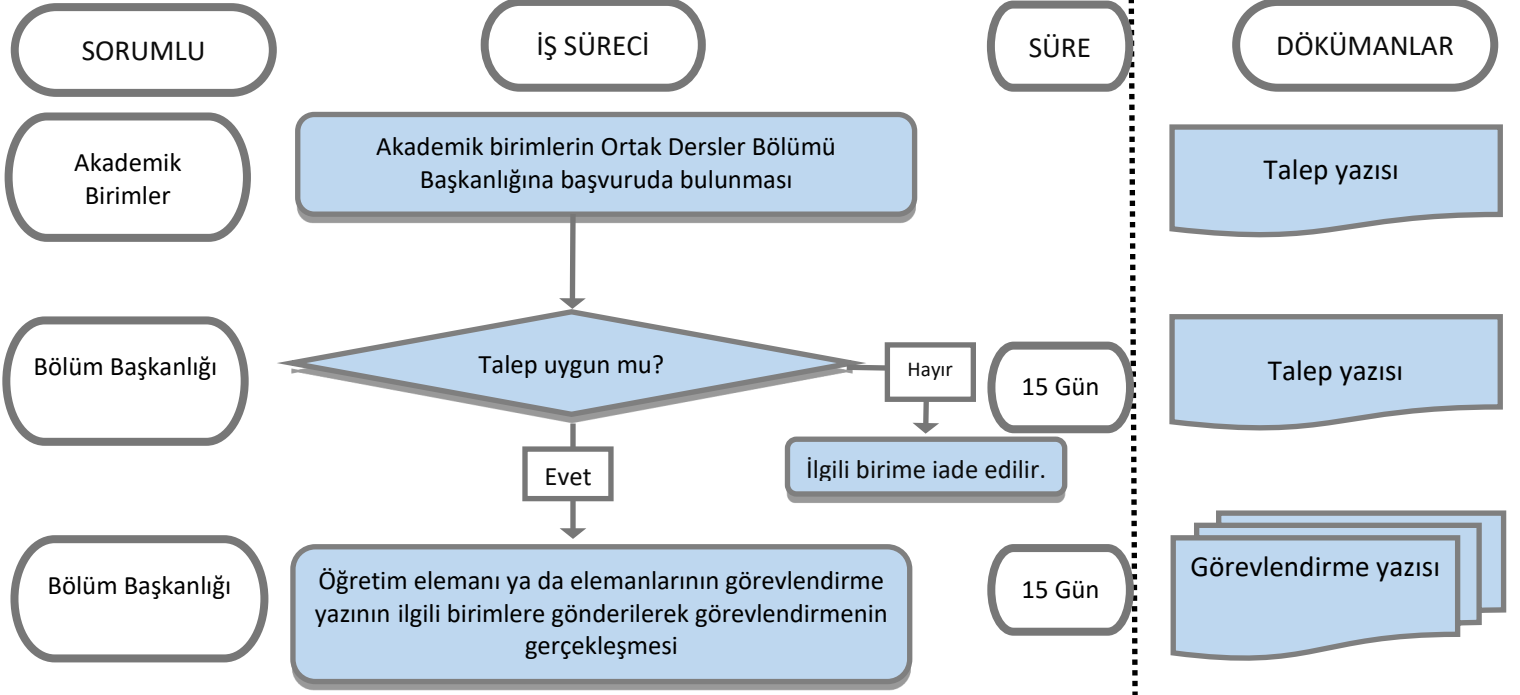 SORUMLU
İŞ SÜRECİ
SÜRE
DÖKÜMANLAR
Akademik
Birimler
Akademik birimlerin Ortak Dersler Bölümü
Başkanlığına başvuruda bulunması
Talep yazısı
Bölüm Başkanlığı
Talep uygun mu?
Hayır
15 Gün
Talep yazısı
İlgili birime iade edilir.
Evet
Bölüm Başkanlığı
Öğretim elemanı ya da elemanlarının görevlendirme
yazının ilgili birimlere gönderilerek görevlendirmenin
gerçekleşmesi
15 Gün
Görevlendirme yazısı